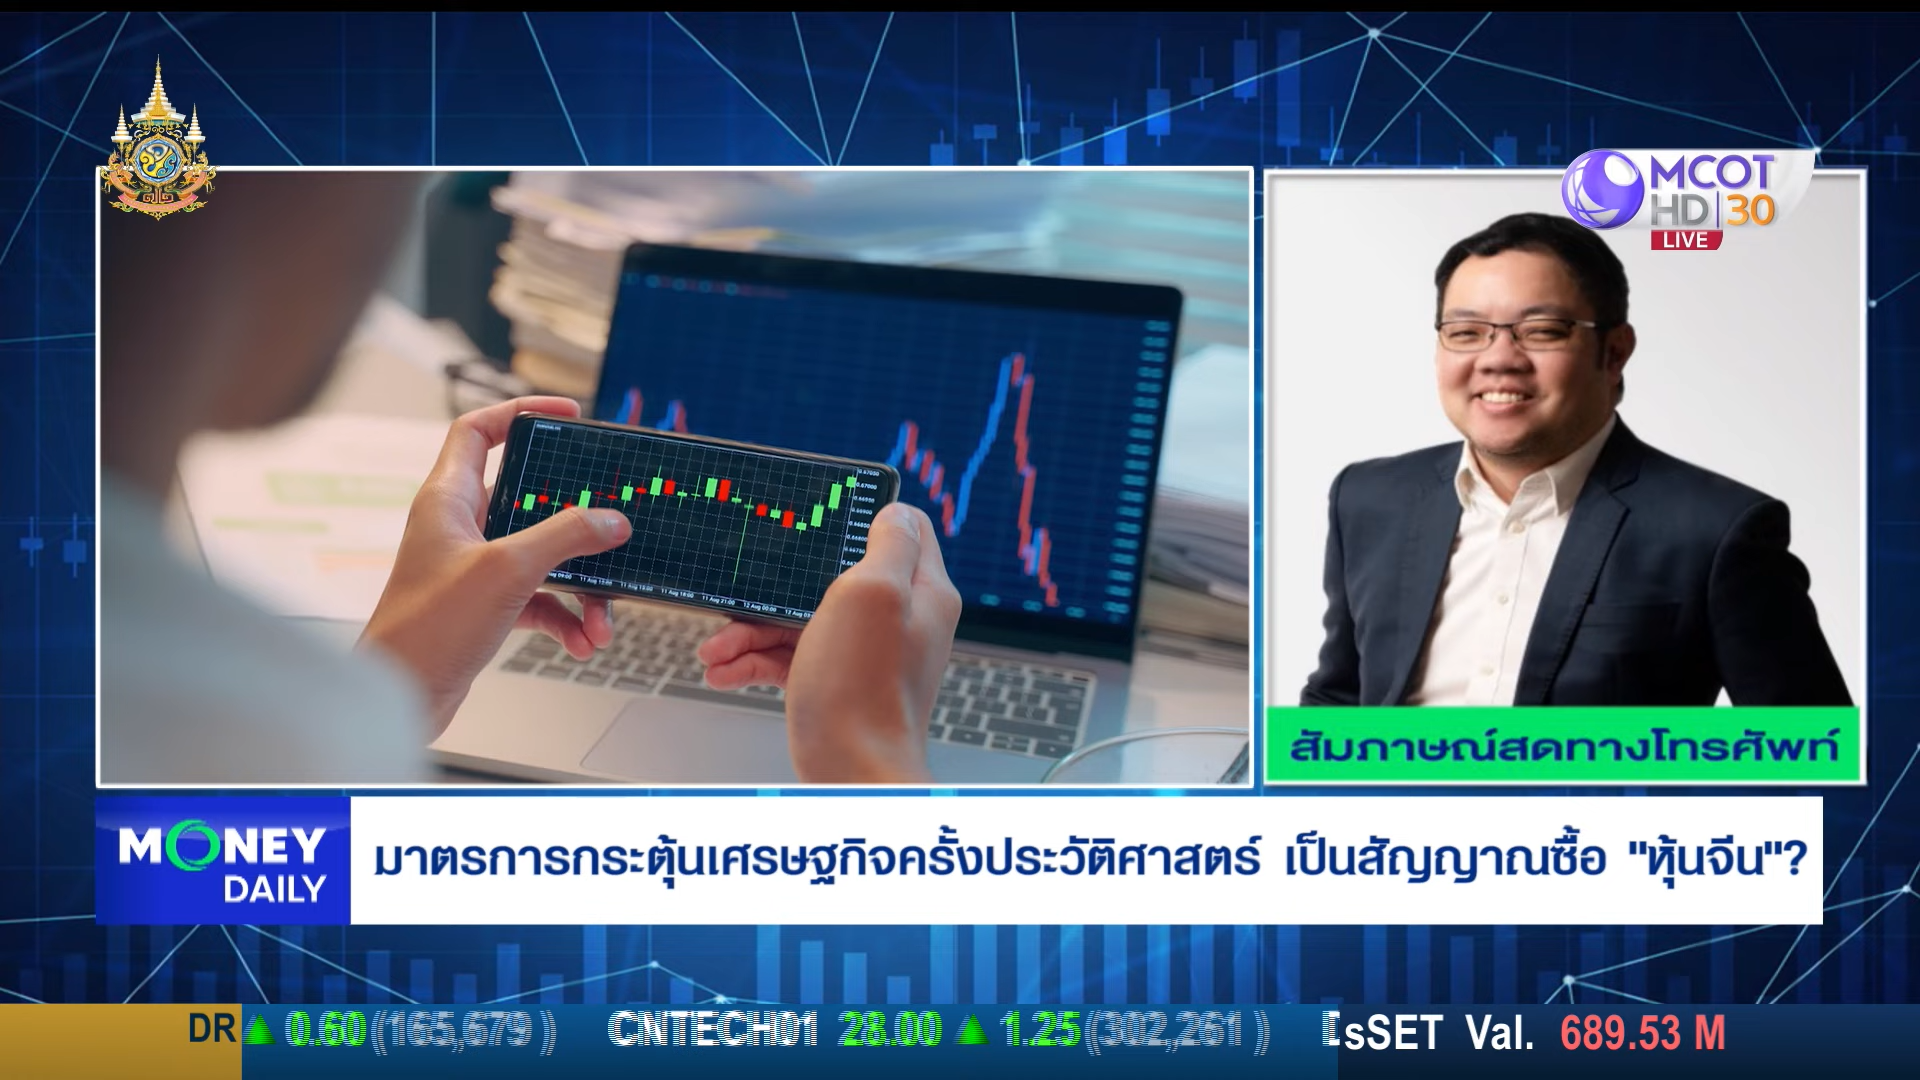 MCOT
HD 30
LIVE
สัมภาษณ์สดทางโทรศัพท์
MONEY
DAILY
มาตรการกระตุ้นเศรษฐกิจครั้งประวัติศาสตร์ เป็นสัญญาณซื้อ "หุ้นจีน"?
DR ▲ 0.60 (165,679 ) CNTECH01 28.00 ▲ 1.25 (302,261 ) sSET Val. 689.53 M